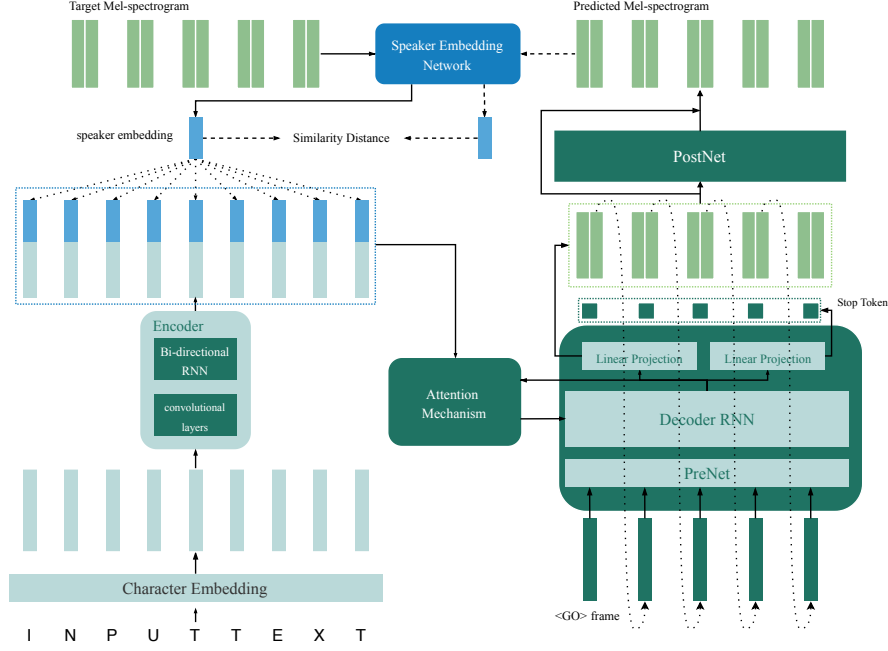 Target Mel-spectrogram
Predicted Mel-spectrogram
Speaker Embedding
Network
speaker embedding
Similarity Distance
PostNet
Stop Token
Encoder
Bi-directional
RNN
convolutional
layers
Linear Projection
Linear Projection
Attention
Mechanism
Decoder RNN
PreNet
Character Embedding
<GO> frame
I N P U T T E X T